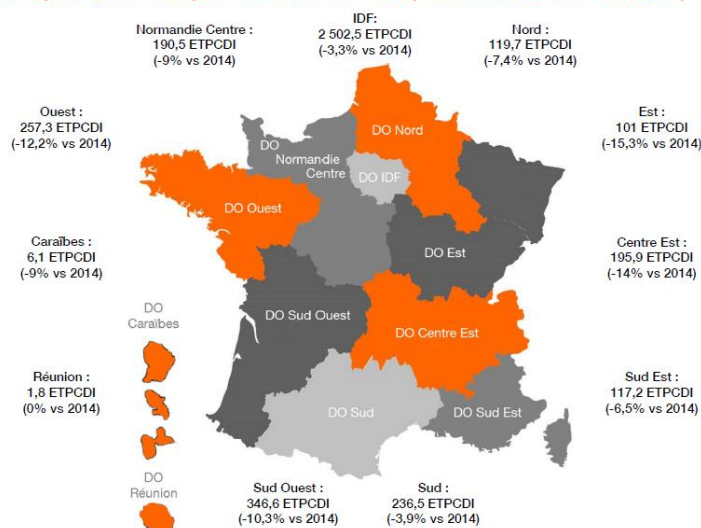 Normandie Centre :
190,5 ETPCDI
(-9% vs 2014)
IDF:
2 502,5 ETPCDI
(-3,3% vs 2014)
Nord :
119,7 ETPCDI
(-7,4% vs 2014)
Ouest :
257,3 ETPCDI
(-12,2% vs 2014)
Est :
101 ETPCDI
(-15,3% vs 2014)
DO Nord
DO
Normandie
Centre
DO IDF
DO Ouest
Caraïbes :
6,1 ETPCDI
(-9% vs 2014)
DO Est
Centre Est :
195,9 ETPCDI
(-14% vs 2014)
DO
Caraïbes
DO Sud Ouest
DO Centre Est
Réunion :
1,8 ETPCDI
(0% vs 2014)
DO Sud
DO Sud Est
Sud Est :
117,2 ETPCDI
(-6,5% vs 2014)
DO
Réunion
Sud Ouest :
346,6 ETPCDI
(-10,3% vs 2014)
Sud :
236,5 ETPCDI
(-3,9% vs 2014)